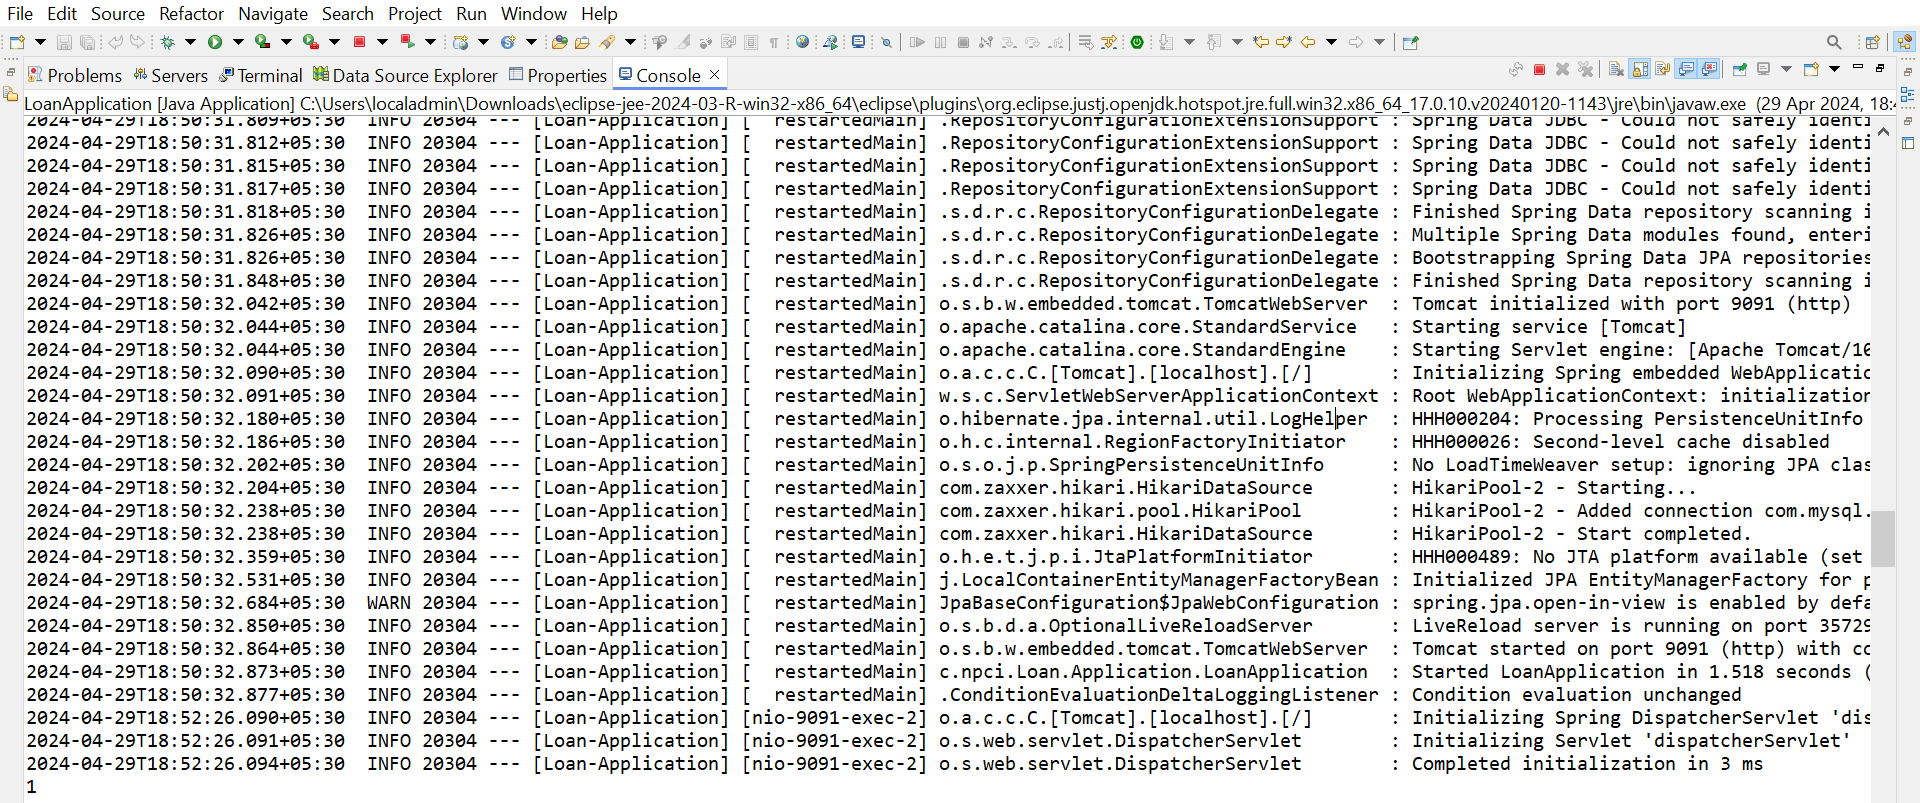 File Edit Source Refactor Navigate Search Project Run Window Help
Problems Servers Terminal Data Source Explorer Properties Console
LoanApplication [Java Application] C:\Users\localadmin\Downloads\eclipse-jee-2024-03-R-win32-x86_64\eclipse\plugins\org.eclipse.justj.openjdk.hotspot.jre.full.win32.x86_64_17.0.10.v20240120-1143\jre\bin\javaw.exe (29 Apr 2024, 18:4
2024-04-29T18:50:31.809+05:30 INFO 20304 --- [Loan-Application] [ restartedMain] .RepositoryConfigurationExtensionSupport : Spring Data JDBC - Could not safely identi
2024-04-29T18:50:31.812+05:30 INFO 20304 --- [Loan-Application] [ restartedMain] .RepositoryConfigurationExtensionSupport : Spring Data JDBC - Could not safely identi
2024-04-29T18:50:31.815+05:30 INFO 20304 --- [Loan-Application] [ restartedMain] .RepositoryConfigurationExtensionSupport : Spring Data JDBC - Could not safely identi
2024-04-29T18:50:31.817+05:30 INFO 20304 --- [Loan-Application] [ restartedMain] .RepositoryConfigurationExtensionSupport : Spring Data JDBC - Could not safely identi
2024-04-29T18:50:31.818+05:30 INFO 20304 --- [Loan-Application] [ restartedMain] .s.d.r.c.RepositoryConfigurationDelegate : Finished Spring Data repository scanning i
2024-04-29T18:50:31.826+05:30 INFO 20304 --- [Loan-Application] [ restartedMain] .s.d.r.c.RepositoryConfigurationDelegate : Multiple Spring Data modules found, enteri
2024-04-29T18:50:31.826+05:30 INFO 20304 --- [Loan-Application] [ restartedMain] .s.d.r.c.RepositoryConfigurationDelegate : Bootstrapping Spring Data JPA repositories
2024-04-29T18:50:31.848+05:30 INFO 20304 --- [Loan-Application] [ restartedMain] .s.d.r.c.RepositoryConfigurationDelegate : Finished Spring Data repository scanning i
2024-04-29T18:50:32.042+05:30 INFO 20304 --- [Loan-Application] [ restartedMain] o.s.b.w.embedded.tomcat.TomcatWebServer : Tomcat initialized with port 9091 (http)
2024-04-29T18:50:32.044+05:30 INFO 20304 --- [Loan-Application] [ restartedMain] o.apache.catalina.core.StandardService : Starting service [Tomcat]
2024-04-29T18:50:32.044+05:30 INFO 20304 --- [Loan-Application] [ restartedMain] o.apache.catalina.core.StandardEngine : Starting Servlet engine: [Apache Tomcat/10
2024-04-29T18:50:32.090+05:30 INFO 20304 --- [Loan-Application] [ restartedMain] o.a.c.c.C.[Tomcat].[localhost].[/] : Initializing Spring embedded WebApplicatio
2024-04-29T18:50:32.091+05:30 INFO 20304 --- [Loan-Application] [ restartedMain] w.s.c.ServletWebServerApplicationContext : Root WebApplicationContext: initialization
2024-04-29T18:50:32.180+05:30 INFO 20304 --- [Loan-Application] [ restartedMain] o.hibernate.jpa.internal.util.LogHelper : HHH000204: Processing PersistenceUnitInfo
2024-04-29T18:50:32.186+05:30 INFO 20304 --- [Loan-Application] [ restartedMain] o.h.c.internal.RegionFactoryInitiator : HHH000026: Second-level cache disabled
2024-04-29T18:50:32.202+05:30 INFO 20304 --- [Loan-Application] [ restartedMain] o.s.o.j.p.SpringPersistenceUnitInfo : No LoadTimeWeaver setup: ignoring JPA clas
2024-04-29T18:50:32.204+05:30 INFO 20304 --- [Loan-Application] [ restartedMain] com.zaxxer.hikari.HikariDataSource : HikariPool-2 - Starting...
2024-04-29T18:50:32.238+05:30 INFO 20304 --- [Loan-Application] [ restartedMain] com.zaxxer.hikari.pool.HikariPool : HikariPool-2 - Added connection com.mysql.
2024-04-29T18:50:32.238+05:30 INFO 20304 --- [Loan-Application] [ restartedMain] com.zaxxer.hikari.HikariDataSource : HikariPool-2 - Start completed.
2024-04-29T18:50:32.359+05:30 INFO 20304 --- [Loan-Application] [ restartedMain] o.h.e.t.j.p.i.JtaPlatformInitiator : HHH000489: No JTA platform available (set
2024-04-29T18:50:32.531+05:30 INFO 20304 --- [Loan-Application] [ restartedMain] j.LocalContainerEntityManagerFactoryBean : Initialized JPA EntityManagerFactory for p
2024-04-29T18:50:32.684+05:30 WARN 20304 --- [Loan-Application] [ restartedMain] JpaBaseConfiguration$JpaWebConfiguration : spring.jpa.open-in-view is enabled by defa
2024-04-29T18:50:32.850+05:30 INFO 20304 --- [Loan-Application] [ restartedMain] o.s.b.d.a.OptionalLiveReloadServer : LiveReload server is running on port 35729
2024-04-29T18:50:32.864+05:30 INFO 20304 --- [Loan-Application] [ restartedMain] o.s.b.w.embedded.tomcat.TomcatWebServer : Tomcat started on port 9091 (http) with co
2024-04-29T18:50:32.873+05:30 INFO 20304 --- [Loan-Application] [ restartedMain] c.npci.Loan.Application.LoanApplication : Started LoanApplication in 1.518 seconds (
2024-04-29T18:50:32.877+05:30 INFO 20304 --- [Loan-Application] [ restartedMain] .ConditionEvaluationDeltaLoggingListener : Condition evaluation unchanged
2024-04-29T18:52:26.090+05:30 INFO 20304 --- [Loan-Application] [nio-9091-exec-2] o.a.c.c.C.[Tomcat].[localhost].[/] : Initializing Spring DispatcherServlet 'dis
2024-04-29T18:52:26.091+05:30 INFO 20304 --- [Loan-Application] [nio-9091-exec-2] o.s.web.servlet.DispatcherServlet : Initializing Servlet 'dispatcherServlet'
2024-04-29T18:52:26.094+05:30 INFO 20304 --- [Loan-Application] [nio-9091-exec-2] o.s.web.servlet.DispatcherServlet : Completed initialization in 3 ms
1